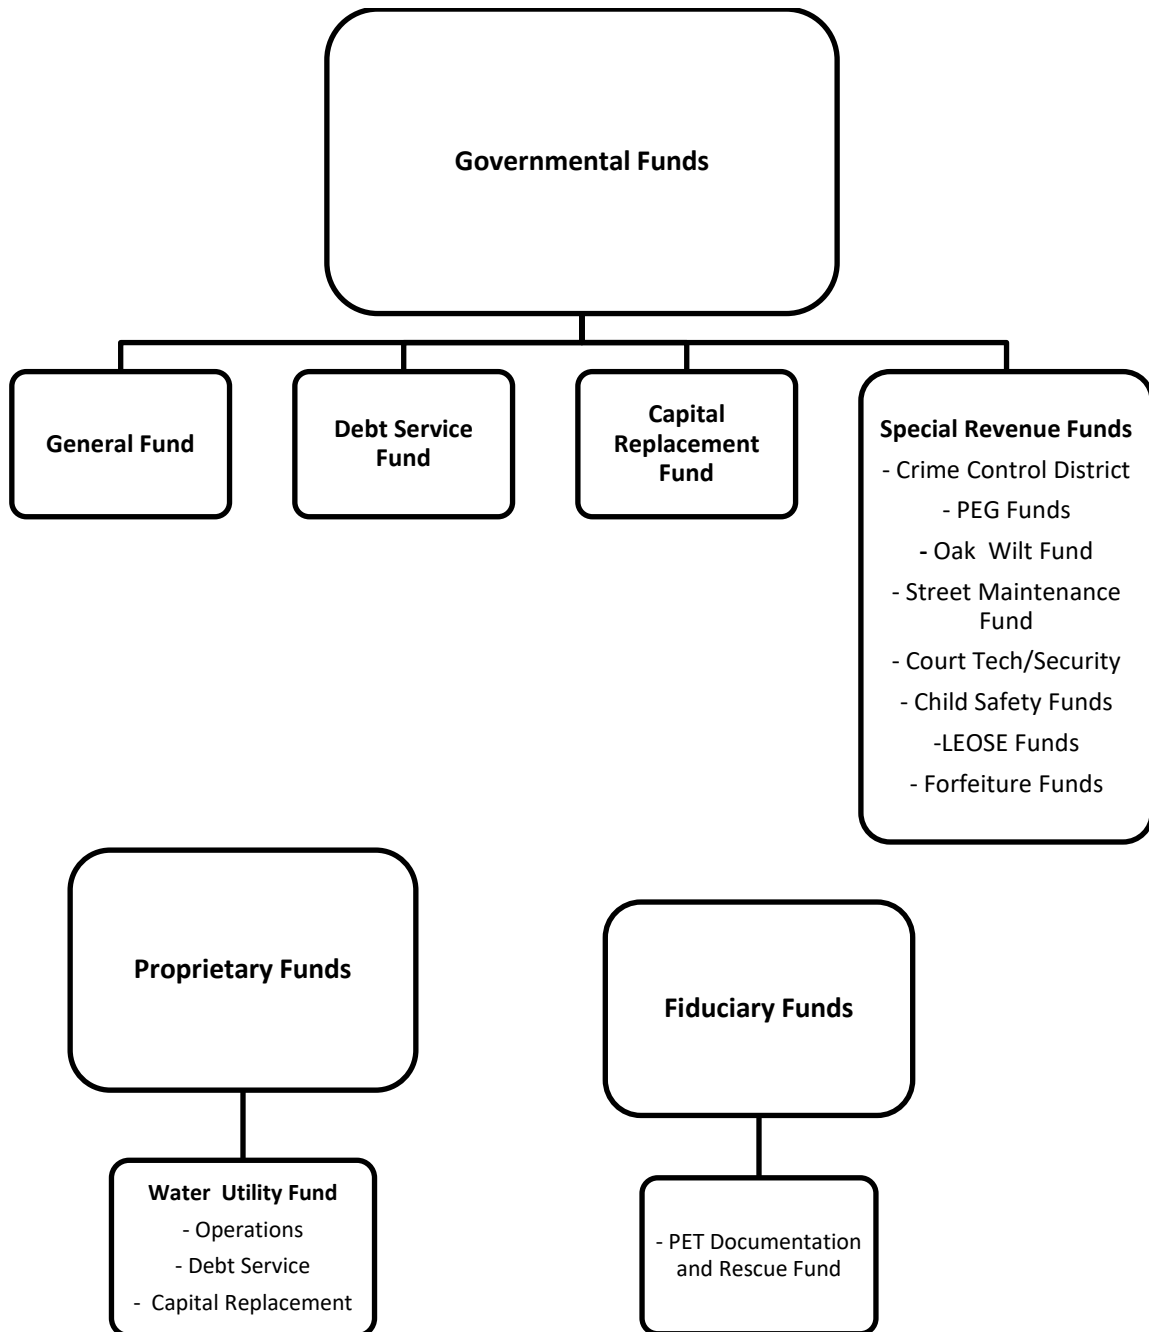 Governmental Funds
General Fund
Debt Service
Fund
Capital
Replacement
Fund
Special Revenue Funds
- Crime Control District
- PEG Funds
- Oak  Wilt Fund
- Street Maintenance
Fund
- Court Tech/Security
- Child Safety Funds
-LEOSE Funds
- Forfeiture Funds
Proprietary Funds
Fiduciary Funds
Water  Utility Fund
- Operations
- Debt Service
-  Capital Replacement
- PET Documentation
and Rescue Fund